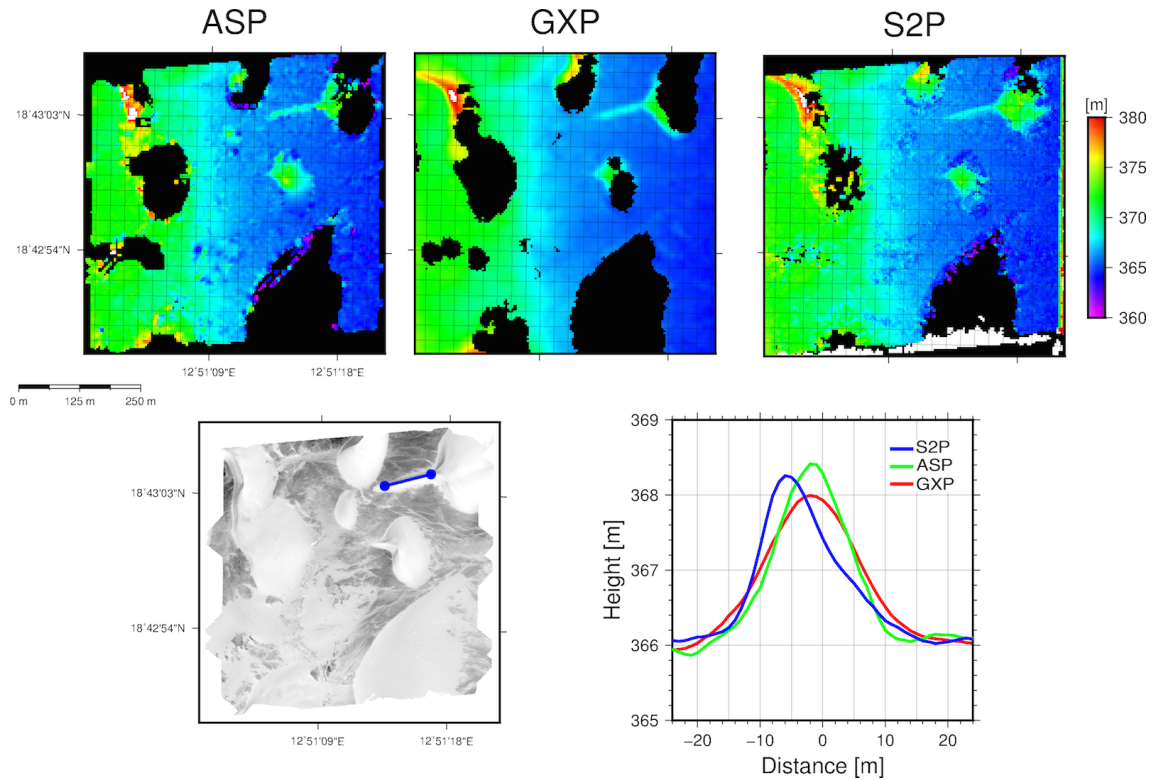 ASP GXP S2P
[m]
18°43'03"N 380
375
370
18°42'54"N 365
360
12°51'09"E 12°51'18"E
0 m 125 m 250 m
369
S2P
ASP
18°43'03"N 368 GXP
Height [m]
367
18°42'54"N 366
365
12°51'09"E 12°51'18"E −20 −10 0 10 20
Distance [m]